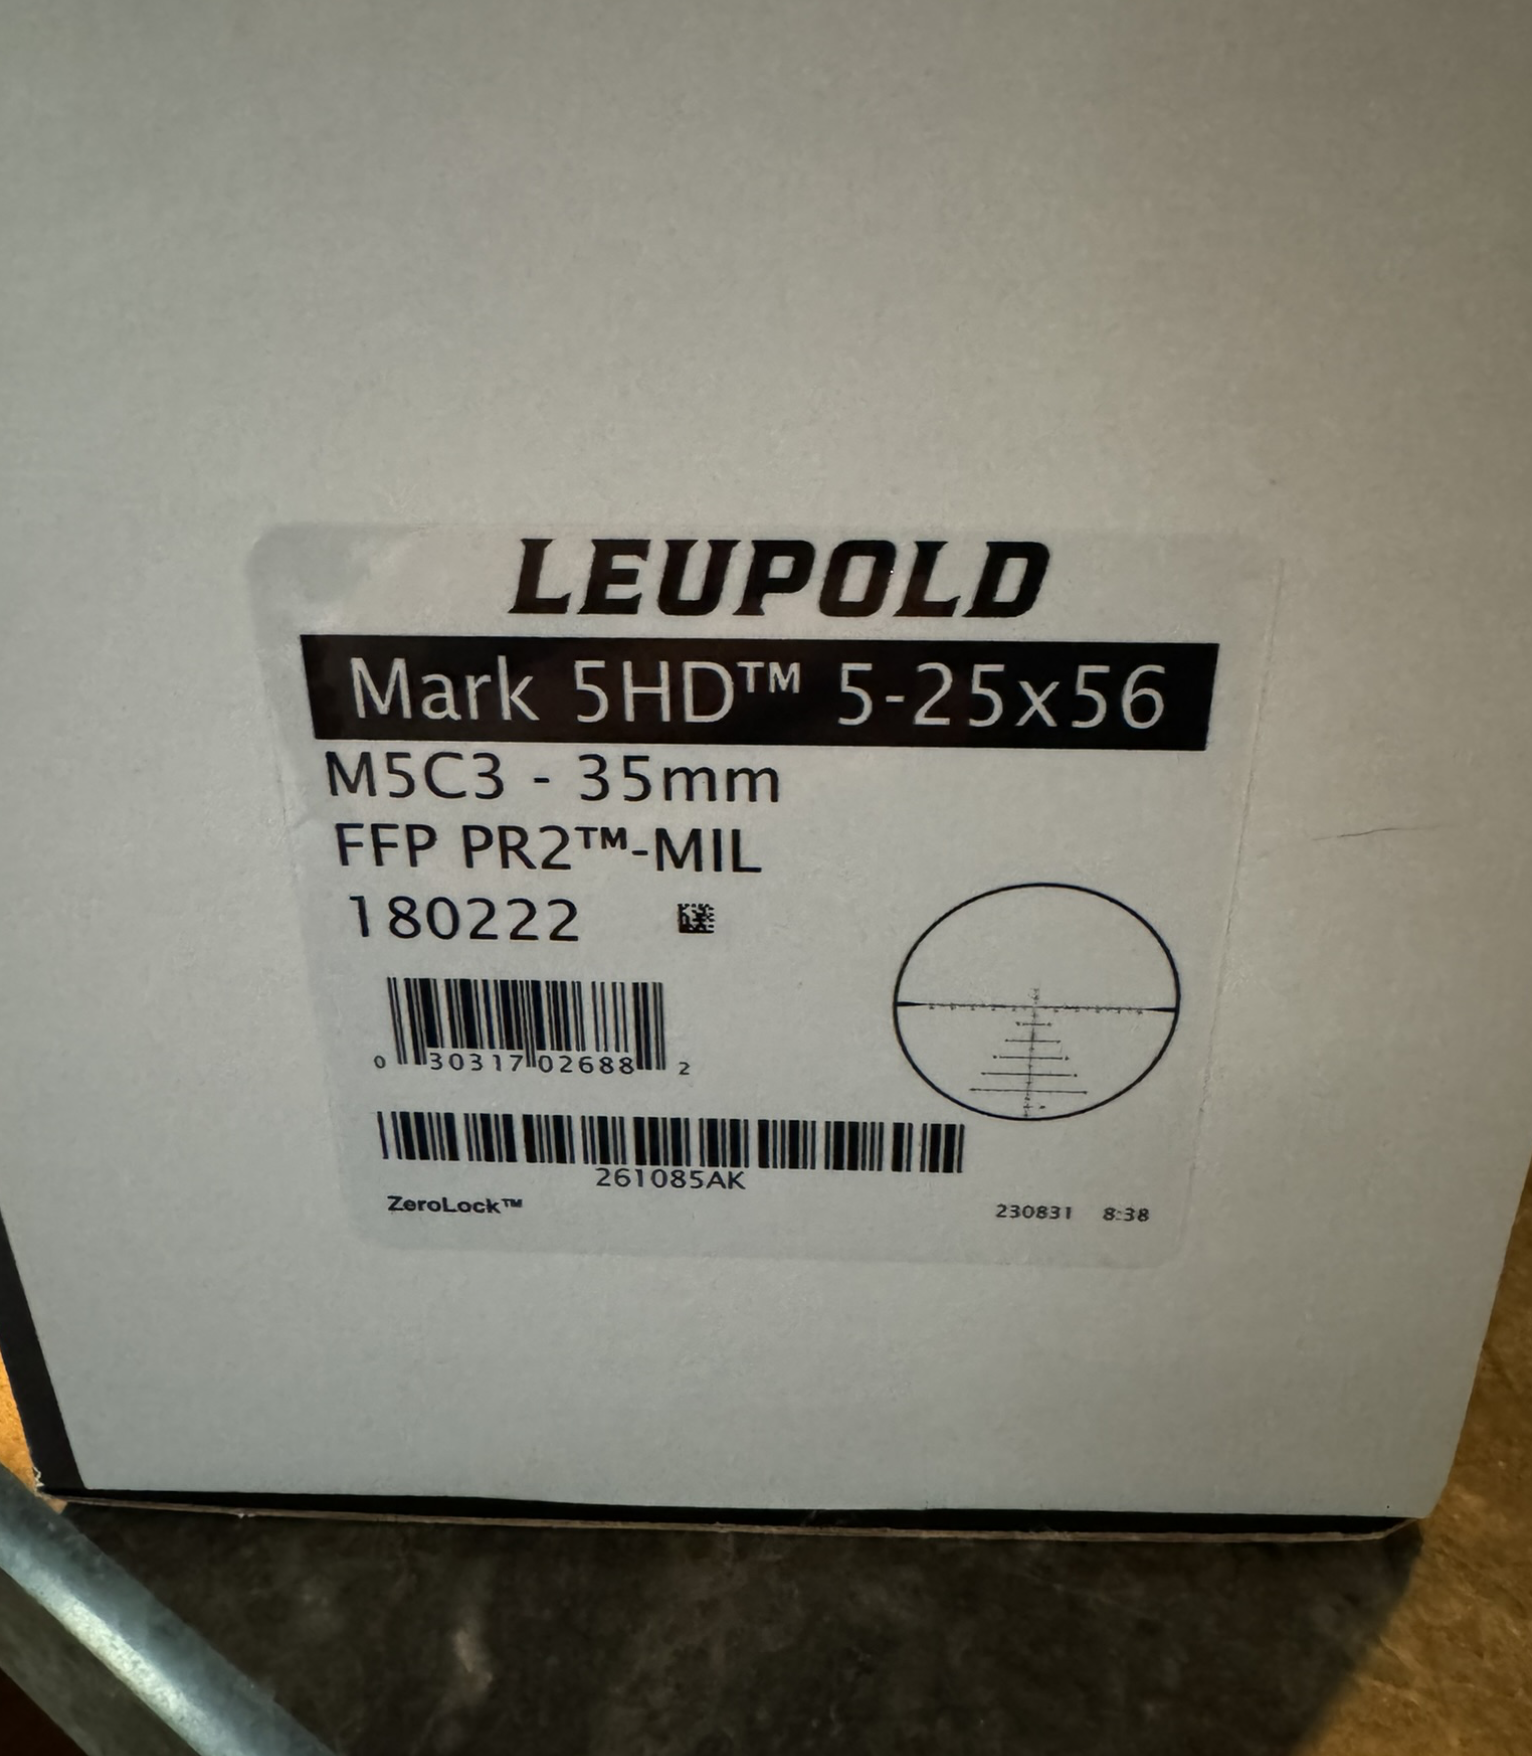 LEUPOLD
Mark 5HD™ 5-25x56
M5C3 - 35mm
FFP PR2™-MIL
180222
0 30317 02688 2
261085AK
ZeroLock™
230831 8:38